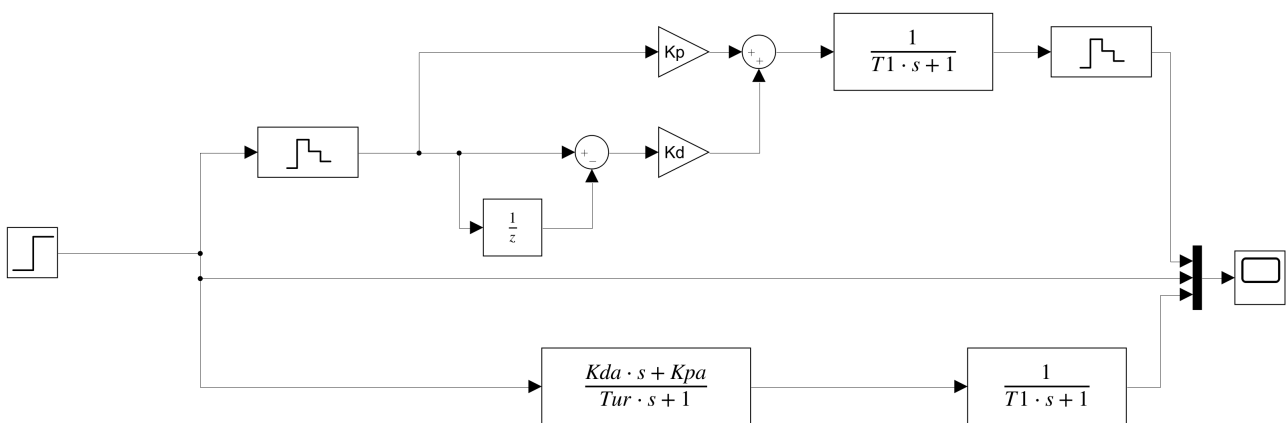 Kp
+
+
1
T1 · s + 1
+
−
Kd
1
z
Kda · s + Kpa
Tur · s + 1
1
T1 · s + 1